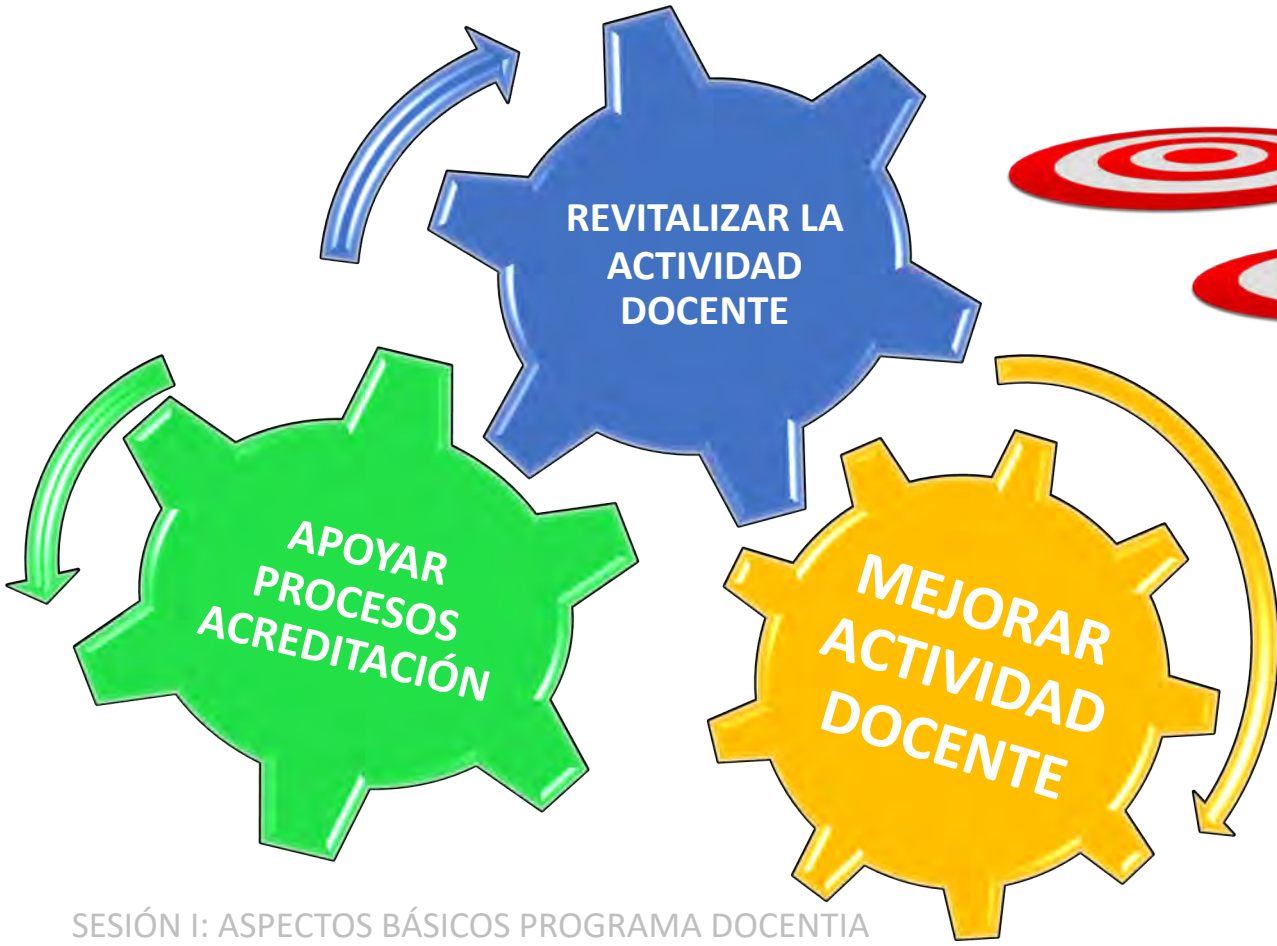 REVITALIZAR LA
ACTIVIDAD
DOCENTE
APOYAR
PROCESOS
ACREDITACIÓN
MEJORAR
ACTIVIDAD
DOCENTE
SESIÓN I: ASPECTOS BÁSICOS PROGRAMA DOCENTIA